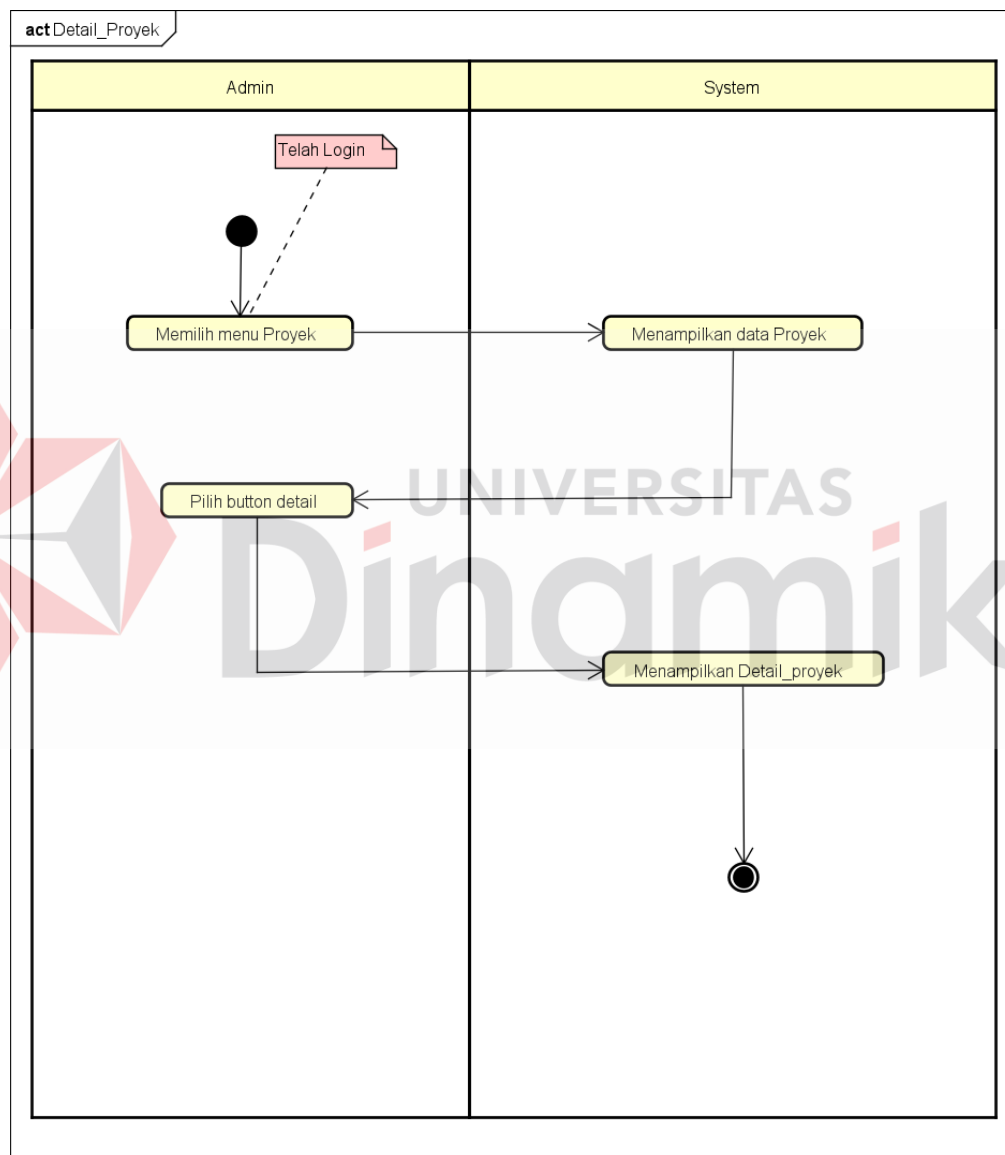 act Detail_Proyek
Admin
System
Telah Login
Memilih menu Proyek
Menampilkan data Proyek
Pilih button detail
UNIVERSITAS
Dinamik
Menampilkan Detail_proyek